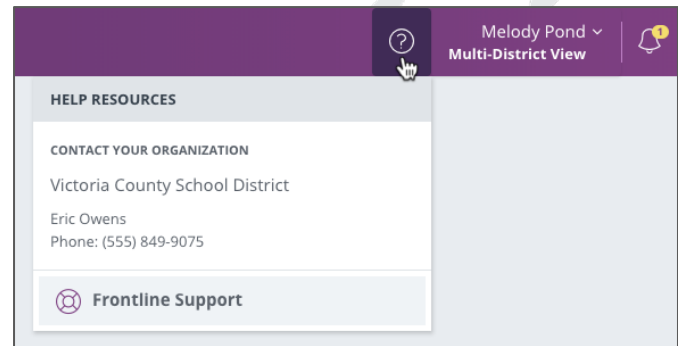 ?
Melody Pond
Multi-District View
1
HELP RESOURCES
CONTACT YOUR ORGANIZATION
Victoria County School District
Eric Owens
Phone: (555) 849-9075
Frontline Support